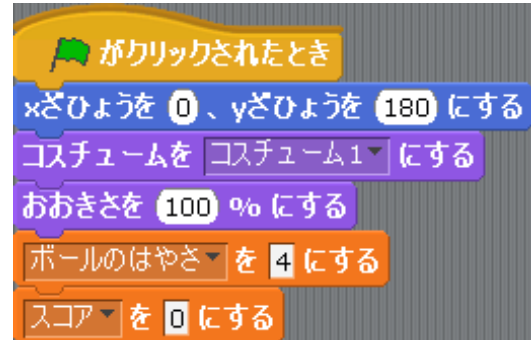 がクリックされたとき
xざひょうを 0 、yざひょうを 180 にする
コスチュームを コスチューム1 にする
おおきさを 100 % にする
ボールのはやさ を 4 にする
スコア を 0 にする